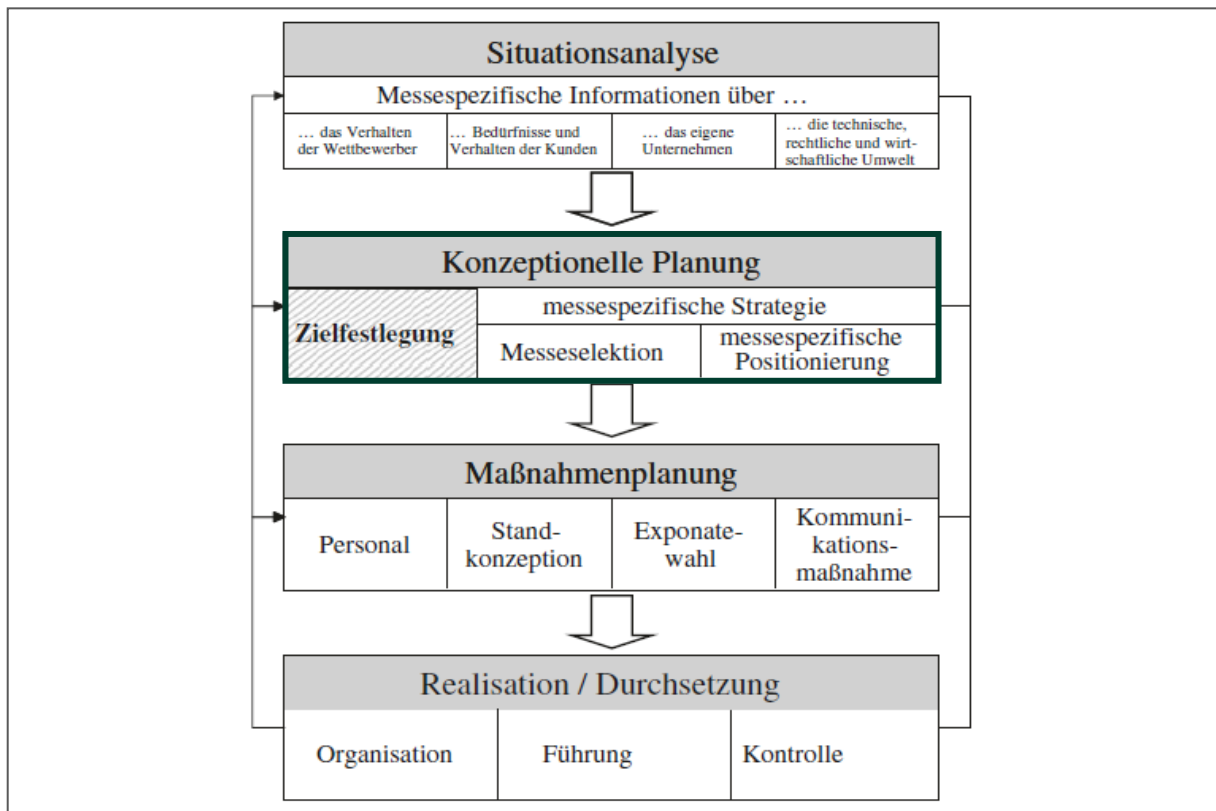 Situationsanalyse
Messespezifische Informationen über …
… das Verhalten
der Wettbewerber
… Bedürfnisse und
Verhalten der Kunden
… das eigene
Unternehmen
… die technische,
rechtliche und wirt-
schaftliche Umwelt
Konzeptionelle Planung
Zielfestlegung
messespezifische Strategie
Messeselektion
messespezifische
Positionierung
Maßnahmenplanung
Personal
Stand-
konzeption
Exponate-
wahl
Kommuni-
kations-
maßnahme
Realisation / Durchsetzung
Organisation
Führung
Kontrolle